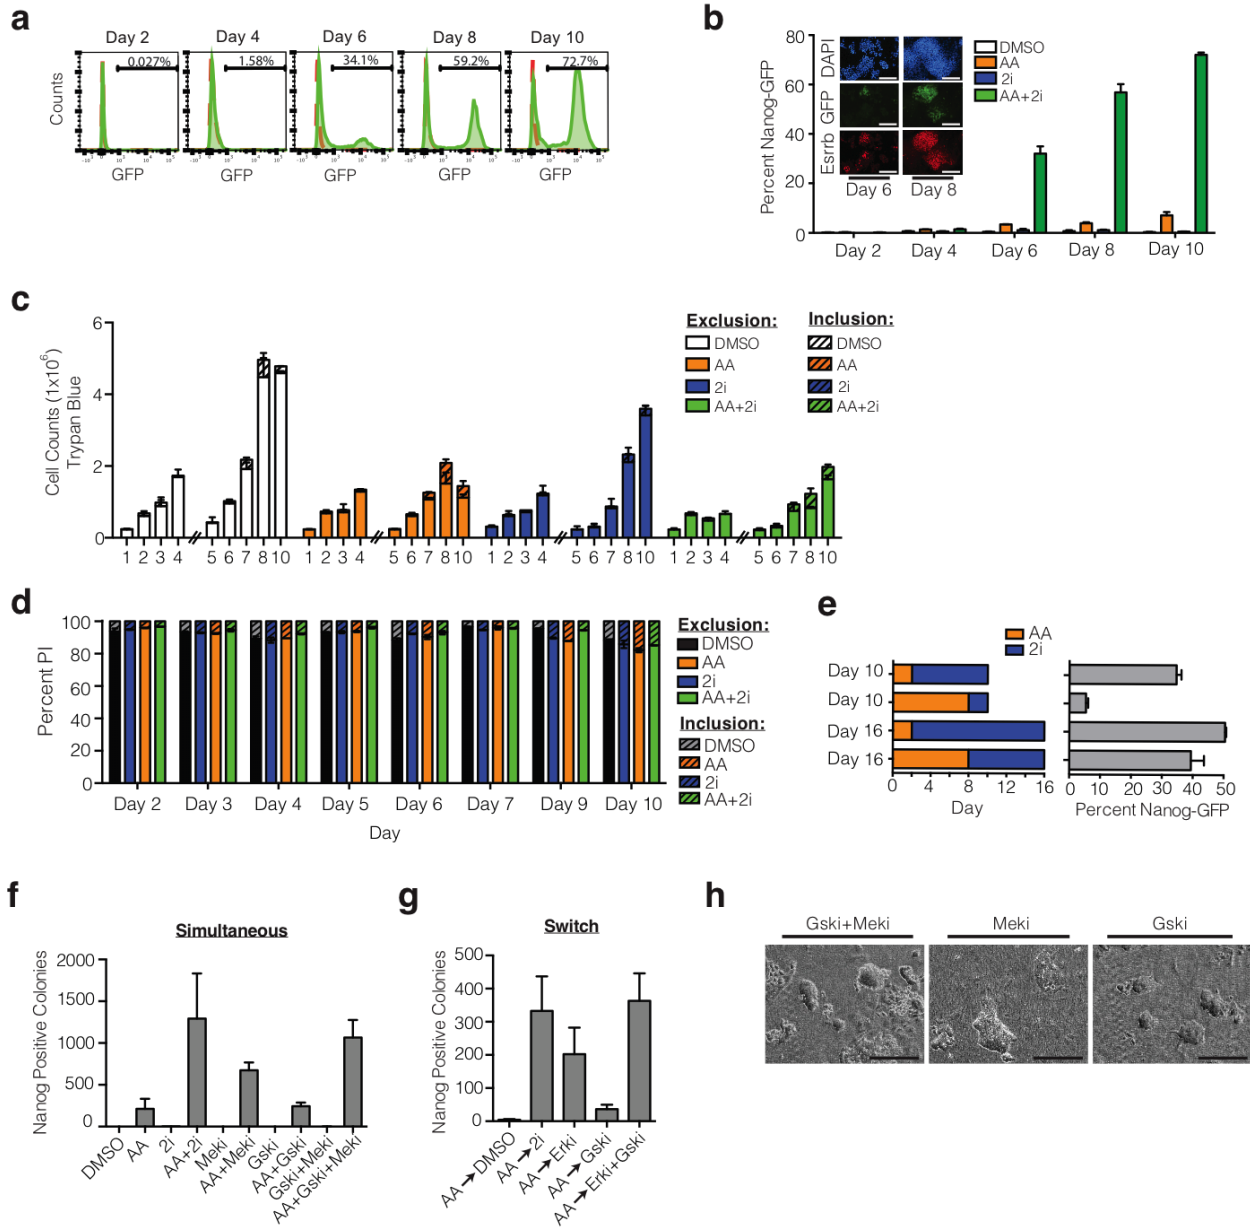 a
Day 2
Day 4
Day 6
Day 8
Day 10
0.027%
1.58%
34.1%
59.2%
72.7%
Counts
GFP
GFP
GFP
GFP
GFP
b
Percent Nanog-GFP
80
60
40
20
0
DAPI
GFP
Esrrb
Day 6
Day 8
DMSO
AA
2i
AA+2i
Day 2
Day 4
Day 6
Day 8
Day 10
c
Cell Counts (1x10⁶)
Trypan Blue
6
4
2
0
Exclusion:
DMSO
AA
2i
AA+2i
Inclusion:
DMSO
AA
2i
AA+2i
1 2 3 4 // 5 6 7 8 10 1 2 3 4 // 5 6 7 8 10 1 2 3 4 // 5 6 7 8 10 1 2 3 4 // 5 6 7 8 10
d
Percent PI
100
80
60
40
20
0
Day 2
Day 3
Day 4
Day 5
Day 6
Day 7
Day 9
Day 10
Day
Exclusion:
DMSO
AA
2i
AA+2i
Inclusion:
DMSO
AA
2i
AA+2i
e
AA
2i
Day 10
Day 10
Day 16
Day 16
0 4 8 12 16
Day
0 10 20 30 40 50
Percent Nanog-GFP
f
Simultaneous
Nanog Positive Colonies
2000
1500
1000
500
0
DMSO
AA
2i
AA+2i
Meki
AA+Meki
Gski
AA+Gski
Gski+Meki
AA+Gski+Meki
g
Switch
Nanog Positive Colonies
500
400
300
200
100
0
AA→DMSO
AA→2i
AA→Erki
AA→Gski
AA→Erki+Gski
h
Gski+Meki
Meki
Gski